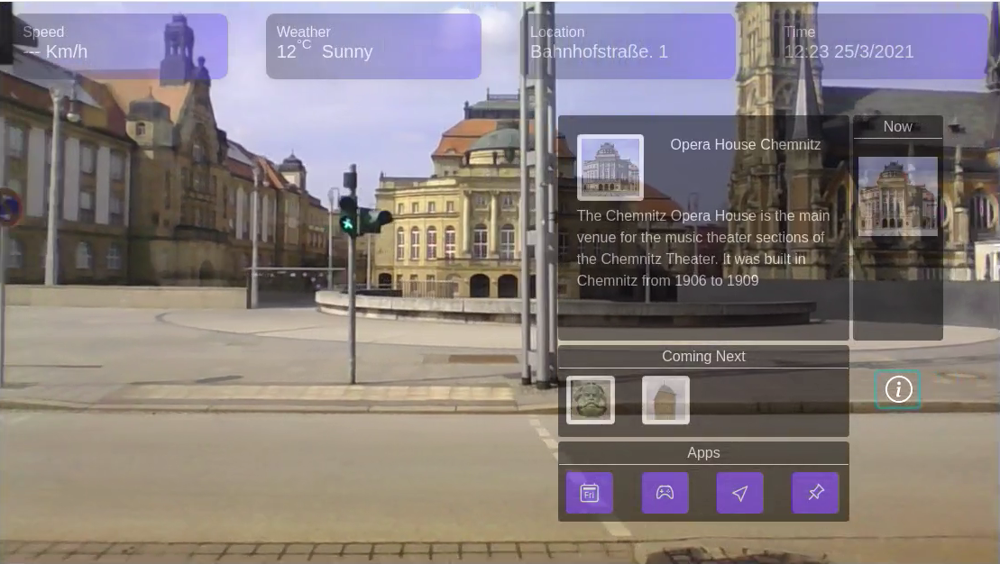 Speed
--- Km/h
Weather
12°C Sunny
Location
Bahnhofstraße. 1
Time
12:23 25/3/2021
Opera House Chemnitz
The Chemnitz Opera House is the main
venue for the music theater sections of
the Chemnitz Theater. It was built in
Chemnitz from 1906 to 1909
Now
Coming Next
i
Apps
Fri